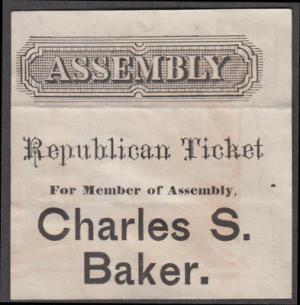 ASSEMBLY
Republican Ticket
For Member of Assembly,
Charles S.
Baker.